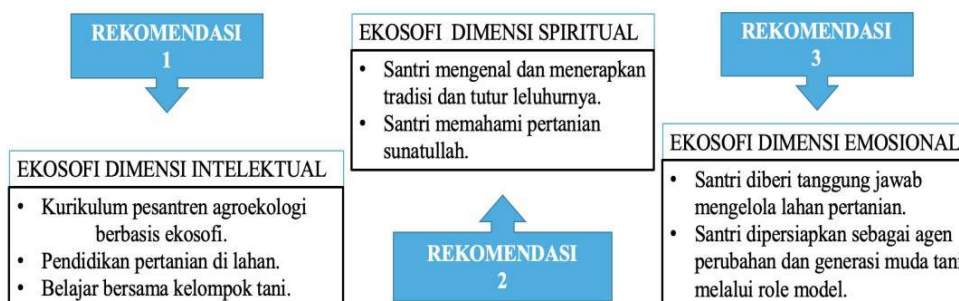 REKOMENDASI
1
EKOSOFI DIMENSI INTELEKTUAL
• Kurikulum pesantren agroekologi
berbasis ekosofi.
• Pendidikan pertanian di lahan.
• Belajar bersama kelompok tani.
EKOSOFI DIMENSI SPIRITUAL
• Santri mengenal dan menerapkan
tradisi dan tutur leluhurnya.
• Santri memahami pertanian
sunatullah.
REKOMENDASI
2
REKOMENDASI
3
EKOSOFI DIMENSI EMOSIONAL
• Santri diberi tanggung jawab
mengelola lahan pertanian.
• Santri dipersiapkan sebagai agen
perubahan dan generasi muda tani
melalui role model.